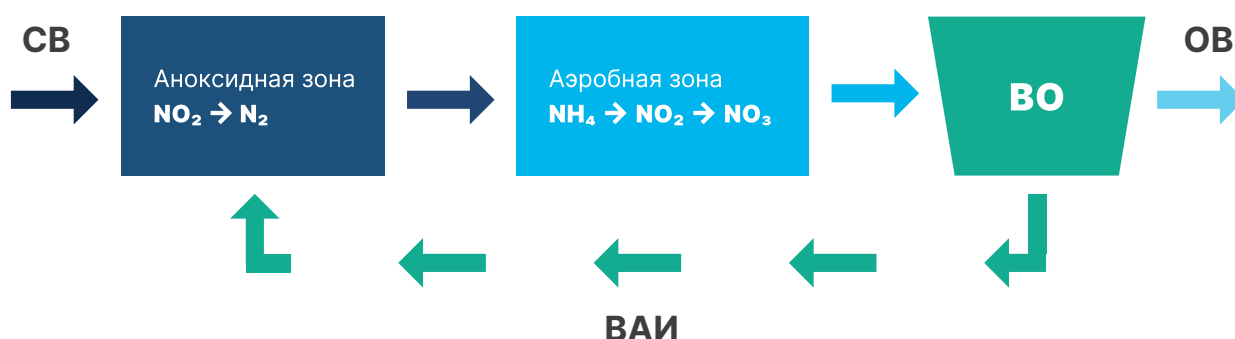 СВ
Аноксидная зона
NO₂ → N₂
Аэробная зона
NH₄ → NO₂ → NO₃
ВО
ОВ
ВАИ